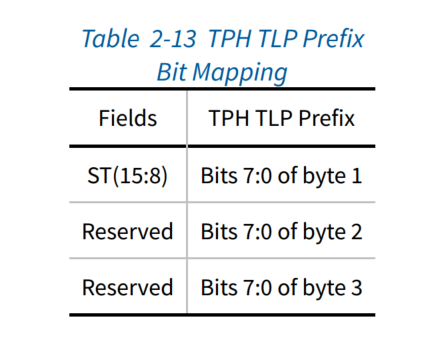 Table 2-13 TPH TLP Prefix
Bit Mapping
Fields TPH TLP Prefix
ST(15:8) Bits 7:0 of byte 1
Reserved Bits 7:0 of byte 2
Reserved Bits 7:0 of byte 3